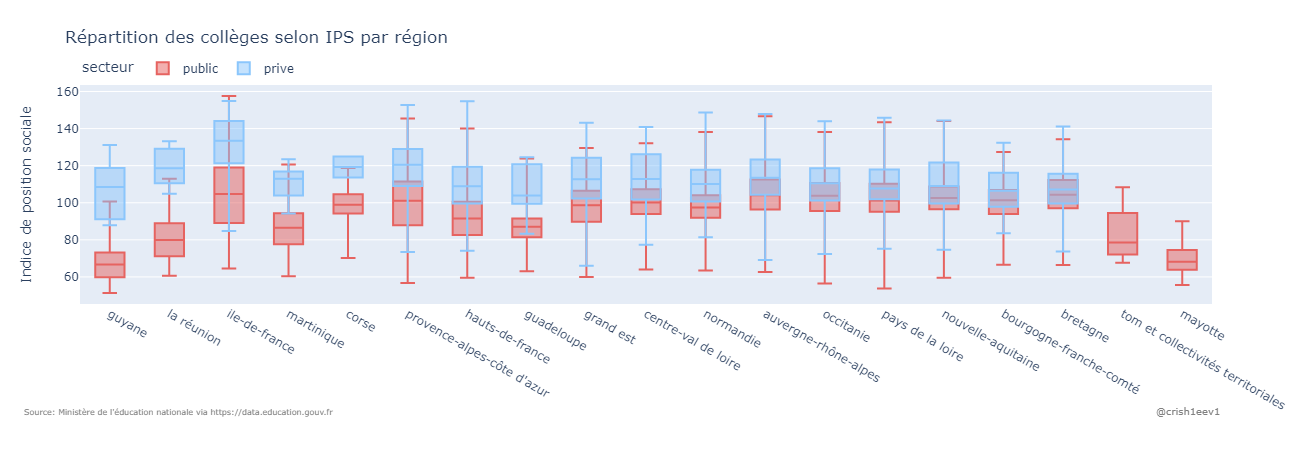 Répartition des collèges selon IPS par région
secteur public prive
Indice de position sociale
160
140
120
100
80
60
guyane
la réunion
ile-de-france
martinique
corse
provence-alpes-côte d'azur
hauts-de-france
guadeloupe
grand est
centre-val de loire
normandie
auvergne-rhône-alpes
occitanie
pays de la loire
nouvelle-aquitaine
bourgogne-franche-comté
bretagne
tom et collectivités territoriales
mayotte
Source: Ministère de l'éducation nationale via https://data.education.gouv.fr
@crish1eev1